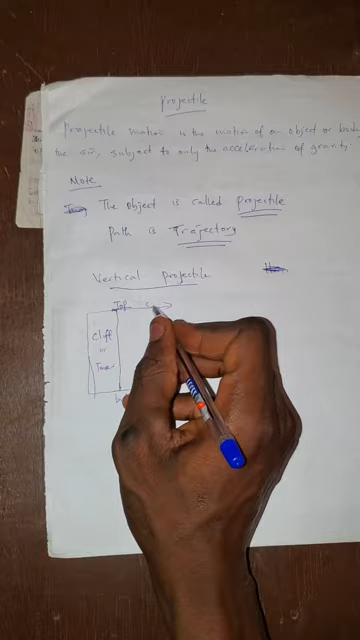 Projectile
Projectile motion is the motion of an object or
the air, subject to only the acceleration of gravity.
Note
The object is called projectile
path is Trajectory
Vertical projectile
Top
Cliff
or
Tower